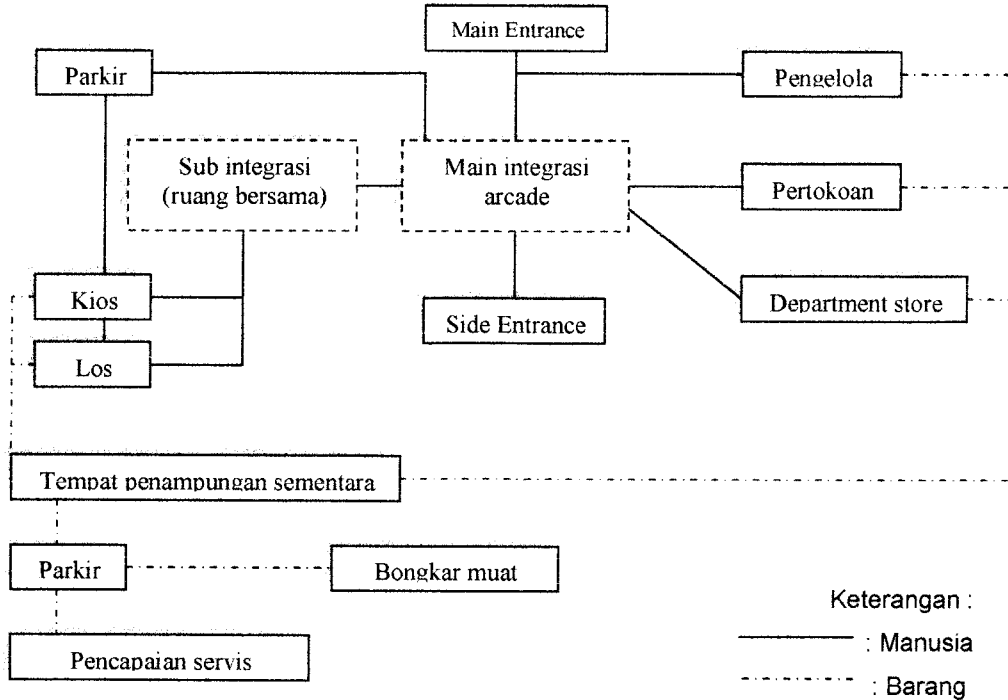 Main Entrance
Parkir
Pengelola
Sub integrasi
(ruang bersama)
Main integrasi
arcade
Pertokoan
Kios
Side Entrance
Department store
Los
Tempat penampungan sementara
Parkir
Bongkar muat
Pencapaian servis
Keterangan :
: Manusia
: Barang